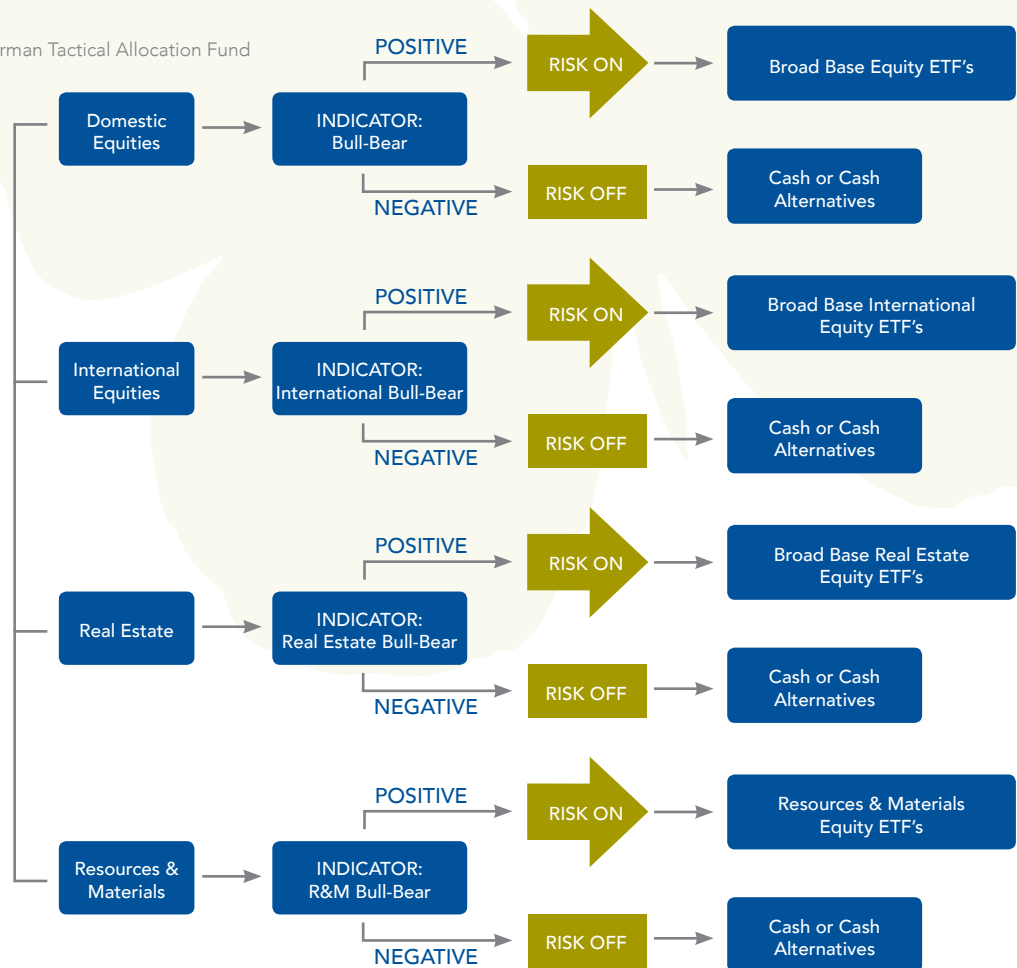 Tactical Allocation Fund
POSITIVE
RISK ON
Broad Base Equity ETF's
Domestic
Equities
INDICATOR:
Bull-Bear
NEGATIVE
RISK OFF
Cash or Cash
Alternatives
POSITIVE
RISK ON
Broad Base International
Equity ETF's
International
Equities
INDICATOR:
International Bull-Bear
NEGATIVE
RISK OFF
Cash or Cash
Alternatives
POSITIVE
RISK ON
Broad Base Real Estate
Equity ETF's
Real Estate
INDICATOR:
Real Estate Bull-Bear
NEGATIVE
RISK OFF
Cash or Cash
Alternatives
POSITIVE
RISK ON
Resources & Materials
Equity ETF's
Resources &
Materials
INDICATOR:
R&M Bull-Bear
NEGATIVE
RISK OFF
Cash or Cash
Alternatives